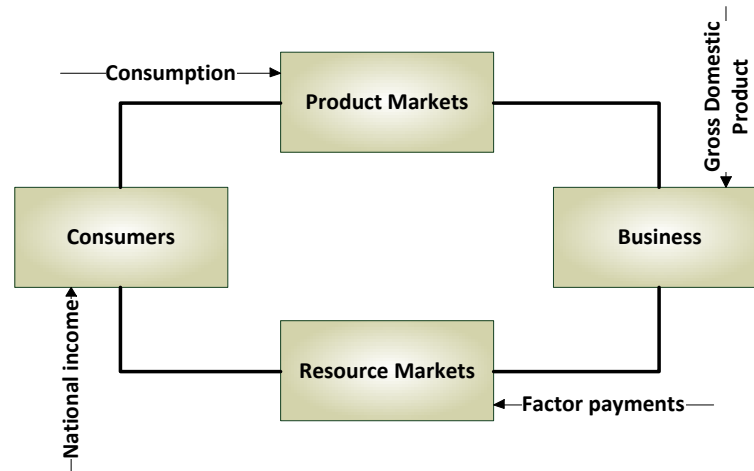 Consumption
Product Markets
Gross Domestic
Product
Consumers
Business
National income
Resource Markets
Factor payments